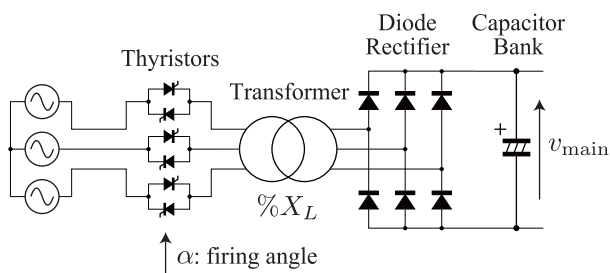 Diode
Rectifier
Capacitor
Bank
Thyristors
Transformer
+
v_main
%X_L
α: firing angle